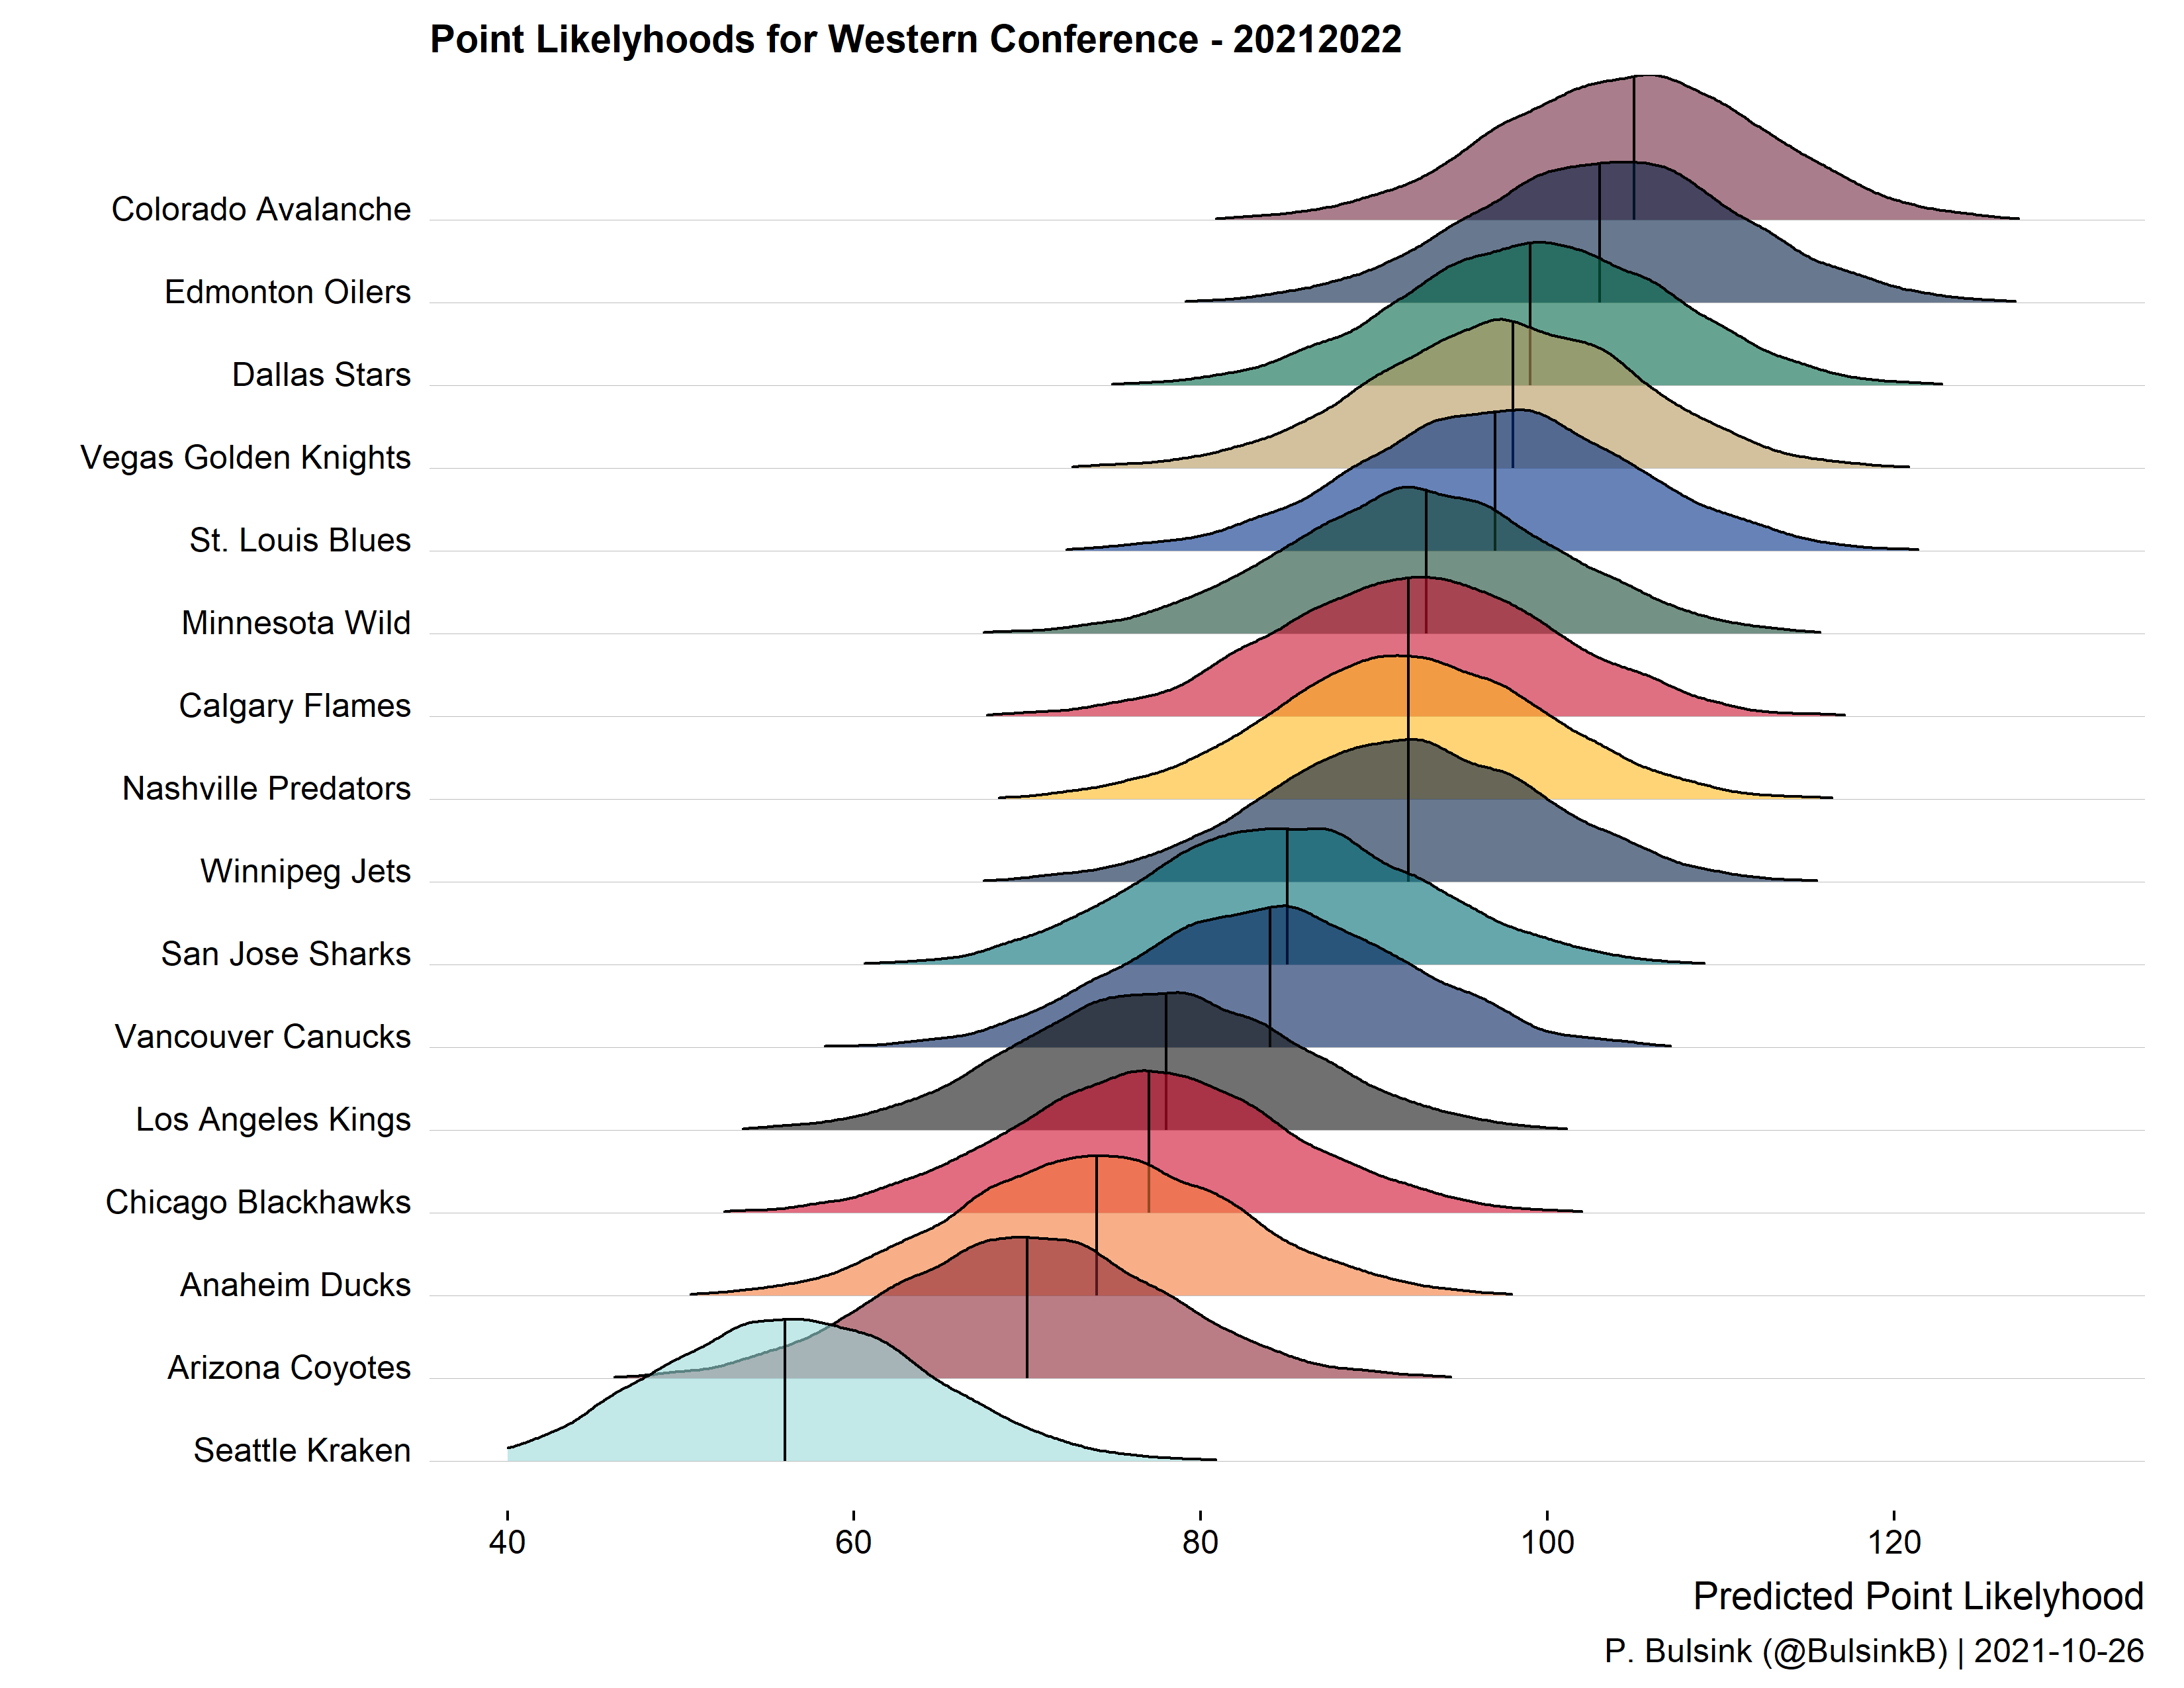 Point Likelyhoods for Western Conference - 20212022
Colorado Avalanche
Edmonton Oilers
Dallas Stars
Vegas Golden Knights
St. Louis Blues
Minnesota Wild
Calgary Flames
Nashville Predators
Winnipeg Jets
San Jose Sharks
Vancouver Canucks
Los Angeles Kings
Chicago Blackhawks
Anaheim Ducks
Arizona Coyotes
Seattle Kraken
40 60 80 100 120
Predicted Point Likelyhood
P. Bulsink (@BulsinkB) | 2021-10-26